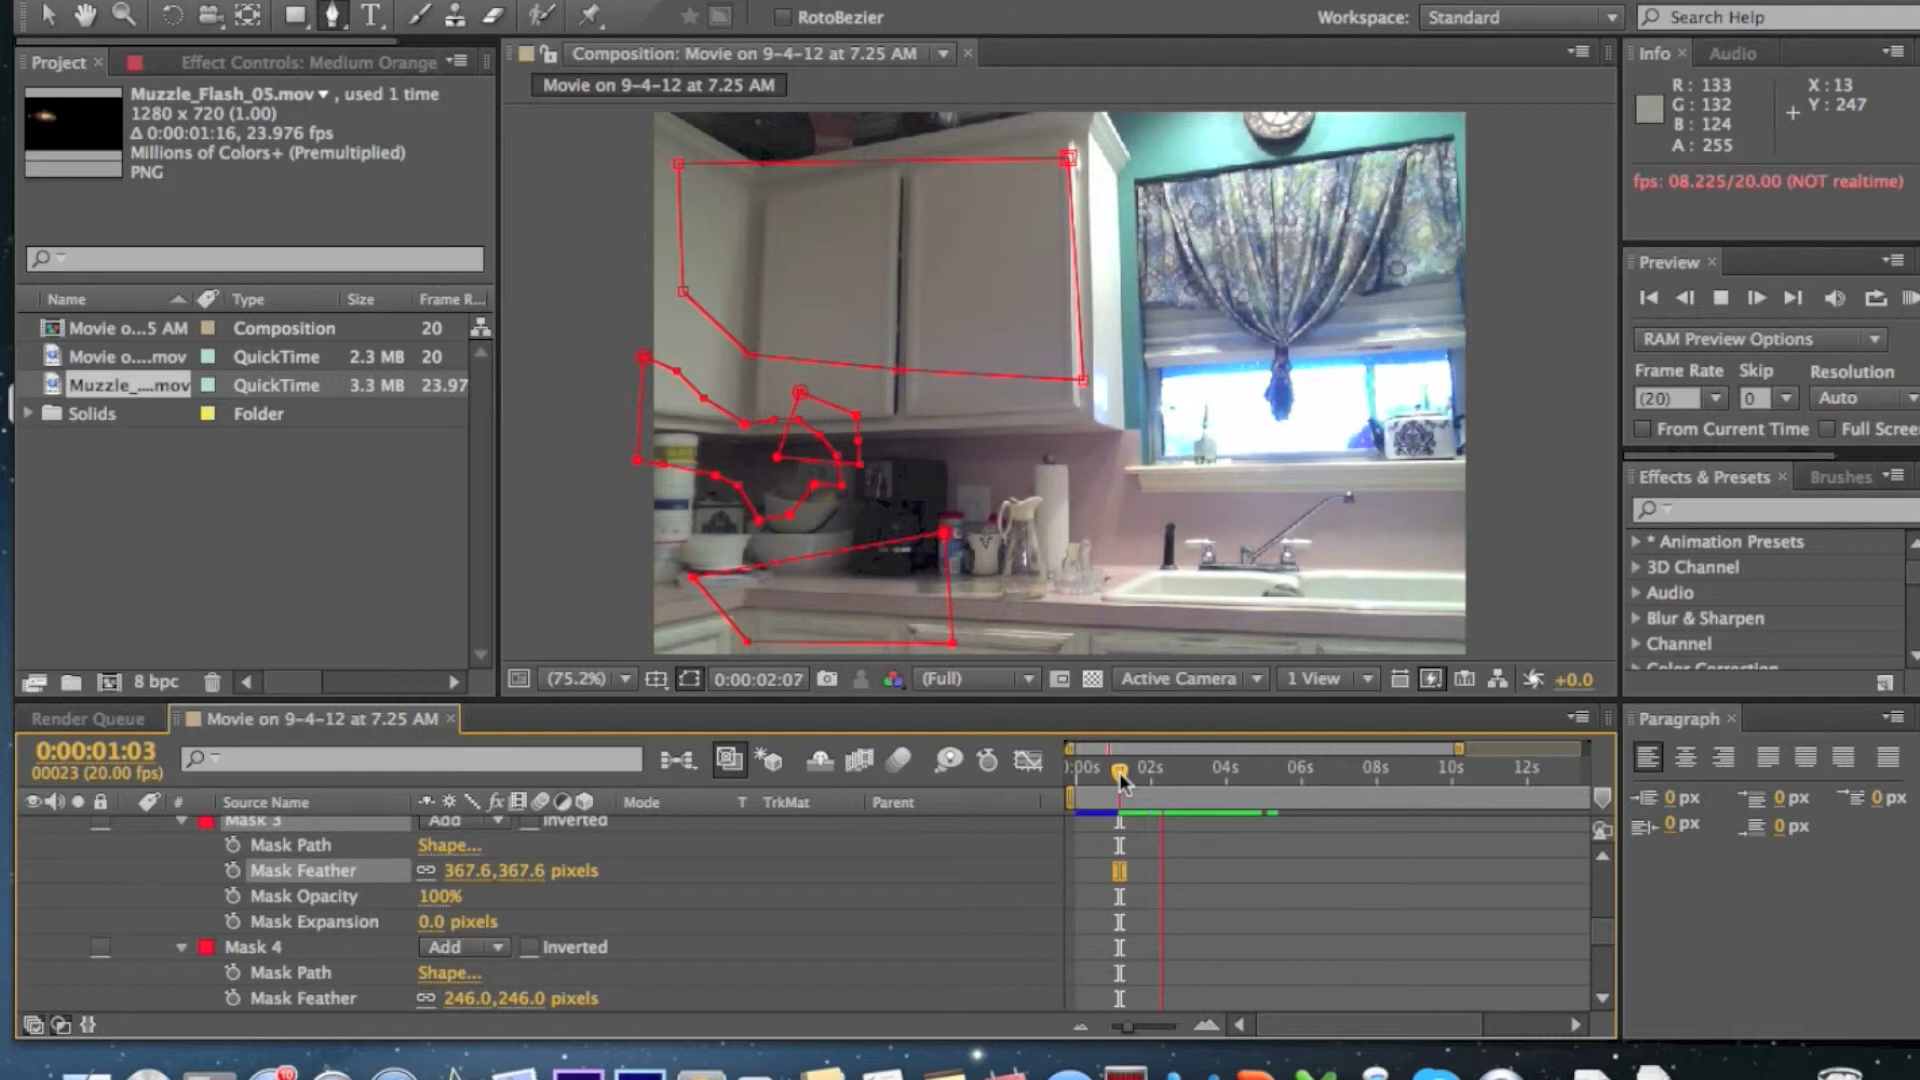 RotoBezier
Workspace: Standard
Search Help
Project
Effect Controls: Medium Orange
Muzzle_Flash_05.mov , used 1 time
1280 x 720 (1.00)
Δ 0:00:01:16, 23.976 fps
Millions of Colors+ (Premultiplied)
PNG
Name Type Size Frame R...
Movie o...5 AM Composition 20
Movie o....mov QuickTime 2.3 MB 20
Muzzle_....mov QuickTime 3.3 MB 23.97
Solids Folder
8 bpc
Composition: Movie on 9-4-12 at 7.25 AM
Movie on 9-4-12 at 7.25 AM
(75.2%) 0:00:02:07 (Full) Active Camera 1 View +0.0
Info Audio
R: 133 X: 13
G: 132 Y: 247
B: 124
A: 255
fps: 08.225/20.00 (NOT realtime)
Preview
RAM Preview Options
Frame Rate Skip Resolution
(20) 0 Auto
From Current Time Full Scree
Effects & Presets Brushes
* Animation Presets
3D Channel
Audio
Blur & Sharpen
Channel
Color Correction
Render Queue Movie on 9-4-12 at 7.25 AM
0:00:01:03
00023 (20.00 fps)
):00s 02s 04s 06s 08s 10s 12s
# Source Name fx Mode T TrkMat Parent
Mask 3 Add Inverted
Mask Path Shape...
Mask Feather 367.6,367.6 pixels
Mask Opacity 100%
Mask Expansion 0.0 pixels
Mask 4 Add Inverted
Mask Path Shape...
Mask Feather 246.0,246.0 pixels
Paragraph
0 px 0 px 0 px
0 px 0 px
10